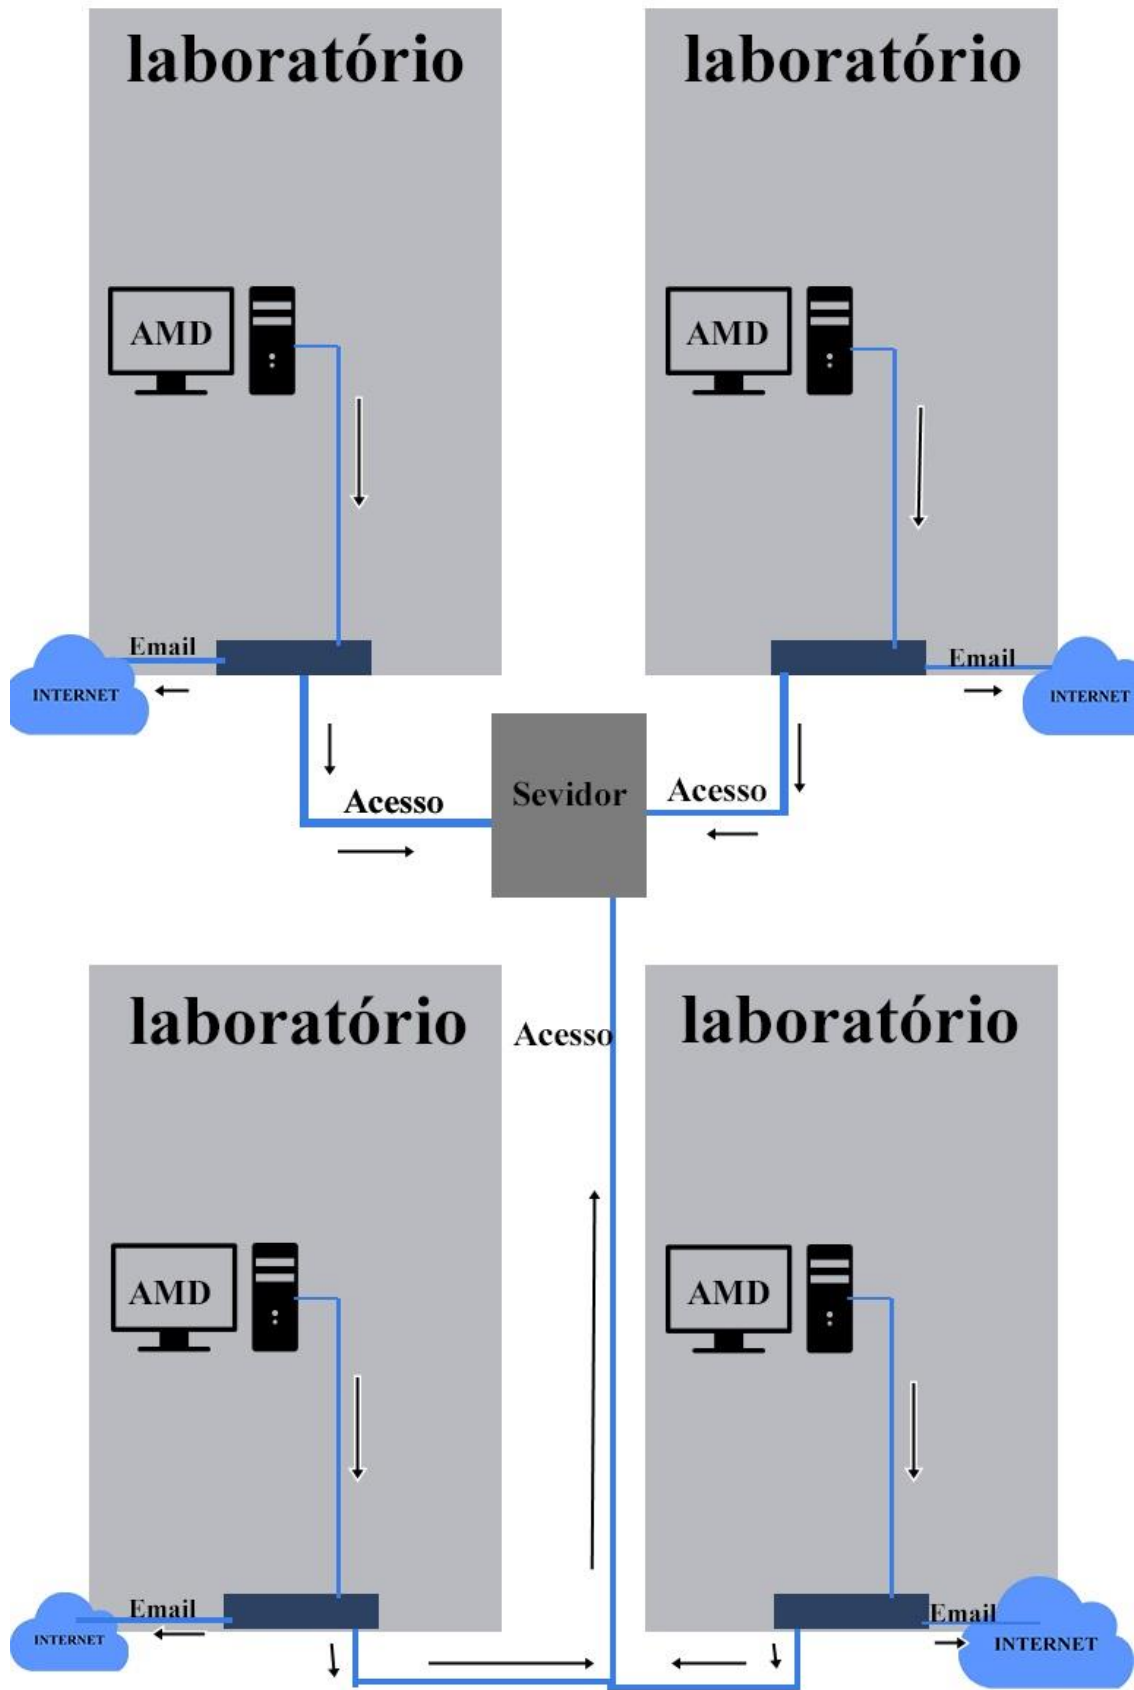 laboratório
laboratório
AMD
AMD
Email
Email
INTERNET
INTERNET
Sevidor
Acesso
Acesso
laboratório
laboratório
Acesso
AMD
AMD
Email
Email
INTERNET
INTERNET